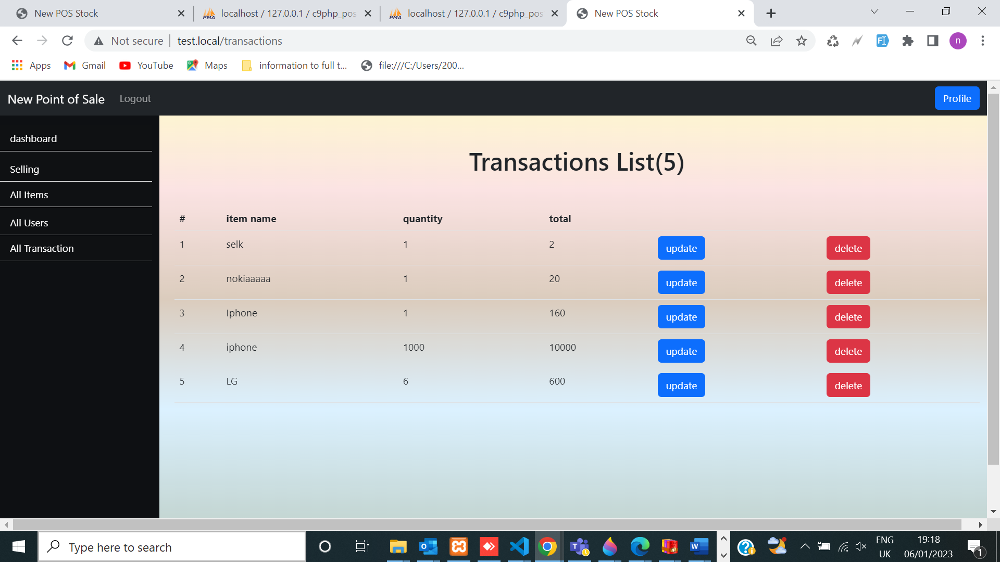 New POS Stock
localhost / 127.0.0.1 / c9php_pos
localhost / 127.0.0.1 / c9php_pos
New POS Stock
Not secure test.local/transactions
n
Apps Gmail YouTube Maps information to full t... file:///C:/Users/200...
New Point of Sale Logout Profile
dashboard
Selling
All Items
All Users
All Transaction
Transactions List(5)
# item name quantity total
1 selk 1 2 update delete
2 nokiaaaaa 1 20 update delete
3 Iphone 1 160 update delete
4 iphone 1000 10000 update delete
5 LG 6 600 update delete
Type here to search
ENG
UK
19:18
06/01/2023
1